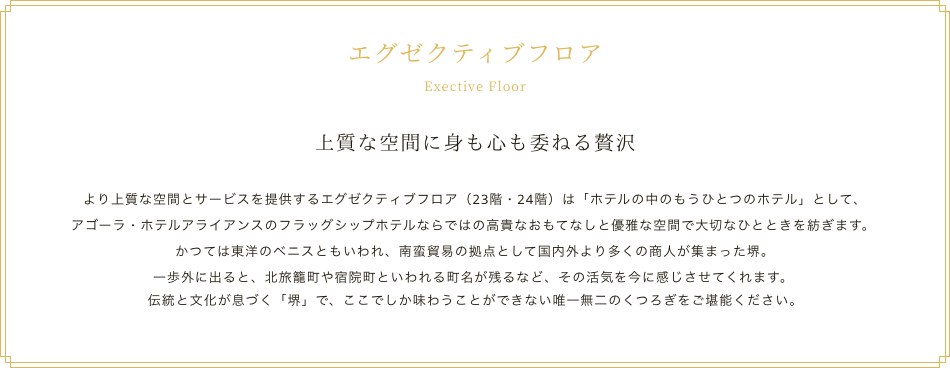 エグゼクティブフロア
Exective Floor
上質な空間に身も心も委ねる贅沢
より上質な空間とサービスを提供するエグゼクティブフロア（23階・24階）は「ホテルの中のもうひとつのホテル」として、
アゴーラ・ホテルアライアンスのフラッグシップホテルならではの高貴なおもてなしと優雅な空間で大切なひとときを紡ぎます。
かつては東洋のベニスともいわれ、南蛮貿易の拠点として国内外より多くの商人が集まった堺。
一歩外に出ると、北旅籠町や宿院町といわれる町名が残るなど、その活気を今に感じさせてくれます。
伝統と文化が息づく「堺」で、ここでしか味わうことができない唯一無二のくつろぎをご堪能ください。